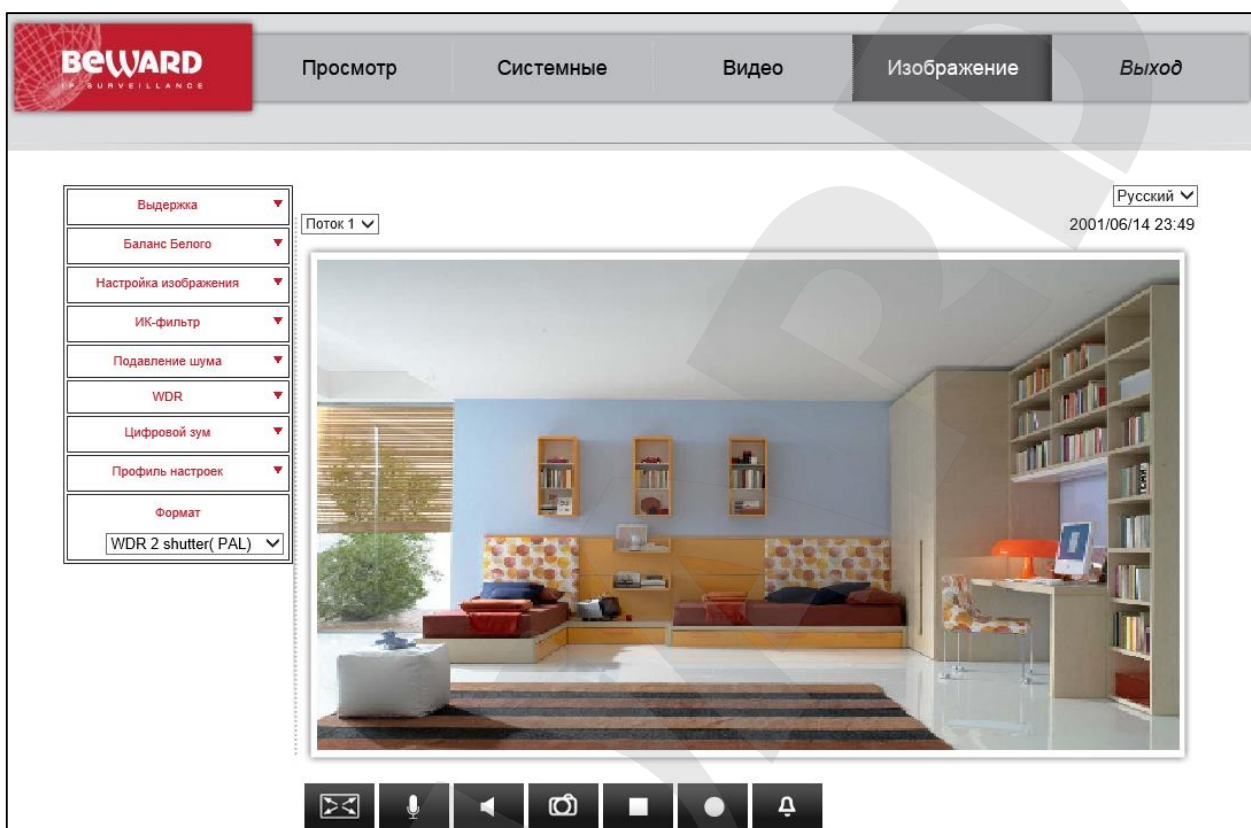 BEWARD
IP SURVEILLANCE
Просмотр
Системные
Видео
Изображение
Выход
Русский
2001/06/14 23:49
Поток 1
Выдержка
Баланс Белого
Настройка изображения
ИК-фильтр
Подавление шума
WDR
Цифровой зум
Профиль настроек
Формат
WDR 2 shutter( PAL)